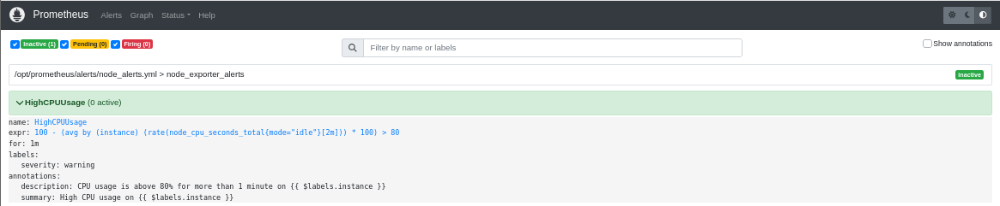 Prometheus Alerts Graph Status Help
Inactive (1) Pending (0) Firing (0) Filter by name or labels Show annotations
/opt/prometheus/alerts/node_alerts.yml > node_exporter_alerts Inactive
HighCPUUsage (0 active)
name: HighCPUUsage
expr: 100 - (avg by (instance) (rate(node_cpu_seconds_total{mode="idle"}[2m])) * 100) > 80
for: 1m
labels:
severity: warning
annotations:
description: CPU usage is above 80% for more than 1 minute on {{ $labels.instance }}
summary: High CPU usage on {{ $labels.instance }}